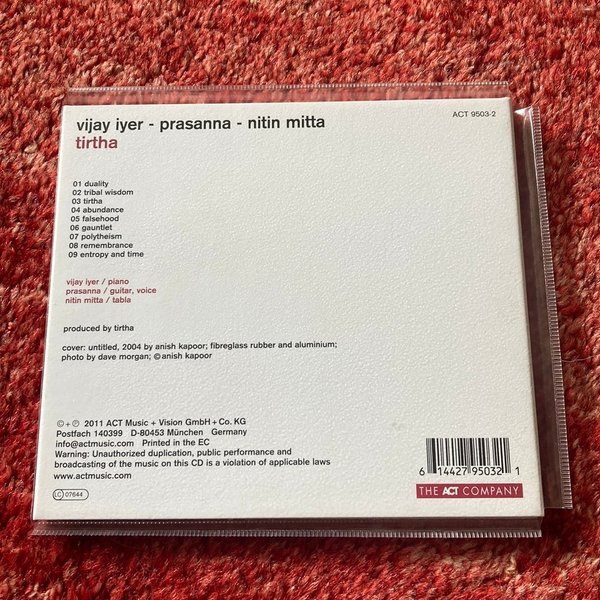 vijay iyer - prasanna - nitin mitta
ACT 9503-2
tirtha
01 duality
02 tribal wisdom
03 tirtha
04 abundance
05 falsehood
06 gauntlet
07 polytheism
08 remembrance
09 entropy and time
vijay iyer / piano
prasanna / guitar, voice
nitin mitta / tabla
produced by tirtha
cover: untitled, 2004 by anish kapoor; fibreglass rubber and aluminium;
photo by dave morgan; © anish kapoor
© + ℗ 2011 ACT Music + Vision GmbH + Co. KG
Postfach 140399 D-80453 München Germany
info@actmusic.com Printed in the EC
Warning: Unauthorized duplication, public performance and
broadcasting of the music on this CD is a violation of applicable laws
www.actmusic.com
LC 07644
6 14427 95032 1
THE ACT COMPANY